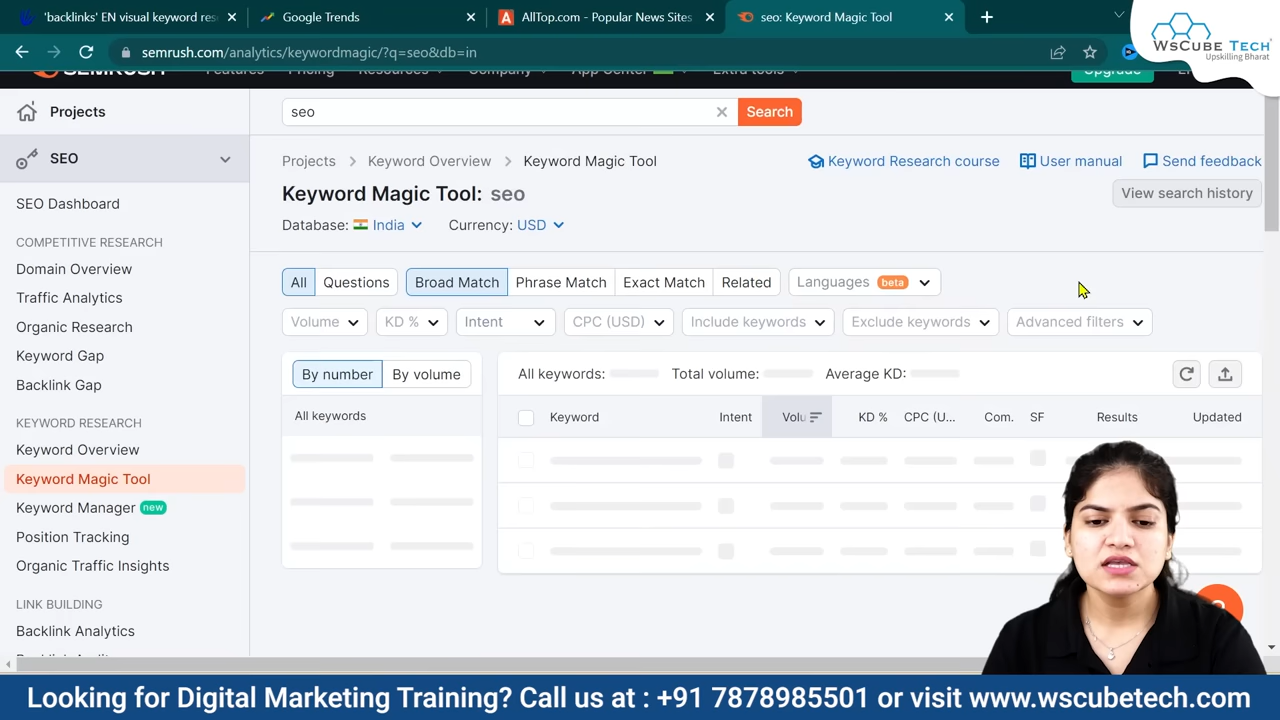 'backlinks' EN visual keyword res
Google Trends
AllTop.com - Popular News Sites
seo: Keyword Magic Tool
WsCube Tech
Upskilling Bharat
semrush.com/analytics/keywordmagic/?q=seo&db=in
SEMRUSH
Features
Pricing
Resources
Company
App Center
Extra tools
Upgrade
Projects
seo
Search
SEO
Projects > Keyword Overview > Keyword Magic Tool
Keyword Research course
User manual
Send feedback
Keyword Magic Tool: seo
View search history
Database: India
Currency: USD
SEO Dashboard
COMPETITIVE RESEARCH
Domain Overview
Traffic Analytics
Organic Research
Keyword Gap
Backlink Gap
KEYWORD RESEARCH
Keyword Overview
Keyword Magic Tool
Keyword Manager new
Position Tracking
Organic Traffic Insights
LINK BUILDING
Backlink Analytics
All Questions Broad Match Phrase Match Exact Match Related Languages beta
Volume KD % Intent CPC (USD) Include keywords Exclude keywords Advanced filters
By number By volume
All keywords: Total volume: Average KD:
All keywords
Keyword Intent Volu KD % CPC (U... Com. SF Results Updated
Looking for Digital Marketing Training? Call us at : +91 7878985501 or visit www.wscubetech.com